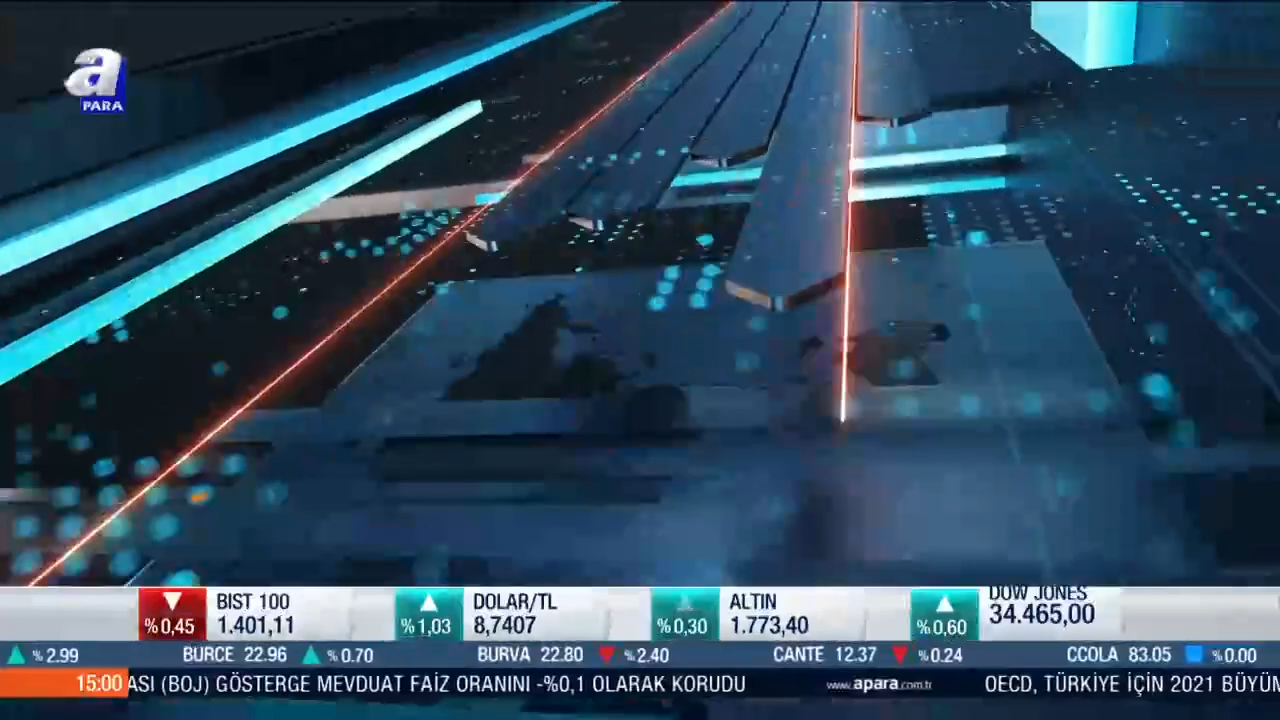 a
PARA
%0,45 BIST 100 1.401,11
%1,03 DOLAR/TL 8,7407
%0,30 ALTIN 1.773,40
%0,60 DOW JONES 34.465,00
%2.99 BURCE 22.96 %0.70 BURVA 22.80 %2.40 CANTE 12.37 %0.24 CCOLA 83.05 %0.00
15:00 ASI (BOJ) GÖSTERGE MEVDUAT FAİZ ORANINI -%0,1 OLARAK KORUDU www.apara.com.tr OECD, TÜRKİYE İÇİN 2021 BÜYÜM